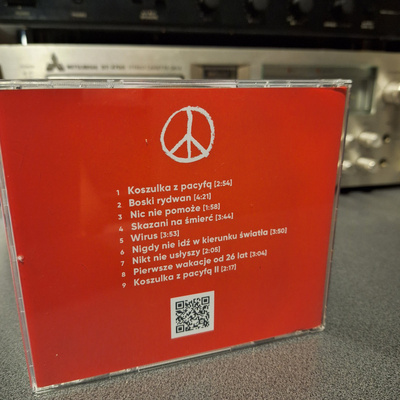 MITSUBISHI
1 Koszulka z pacyfą [2:54]
2 Boski rydwan [4:21]
3 Nic nie pomoże [1:58]
4 Skazani na śmierć [3:44]
5 Wirus [3:53]
6 Nigdy nie idź w kierunku światła [3:50]
7 Nikt nie usłyszy [2:05]
8 Pierwsze wakacje od 26 lat [3:04]
9 Koszulka z pacyfą II [2:17]